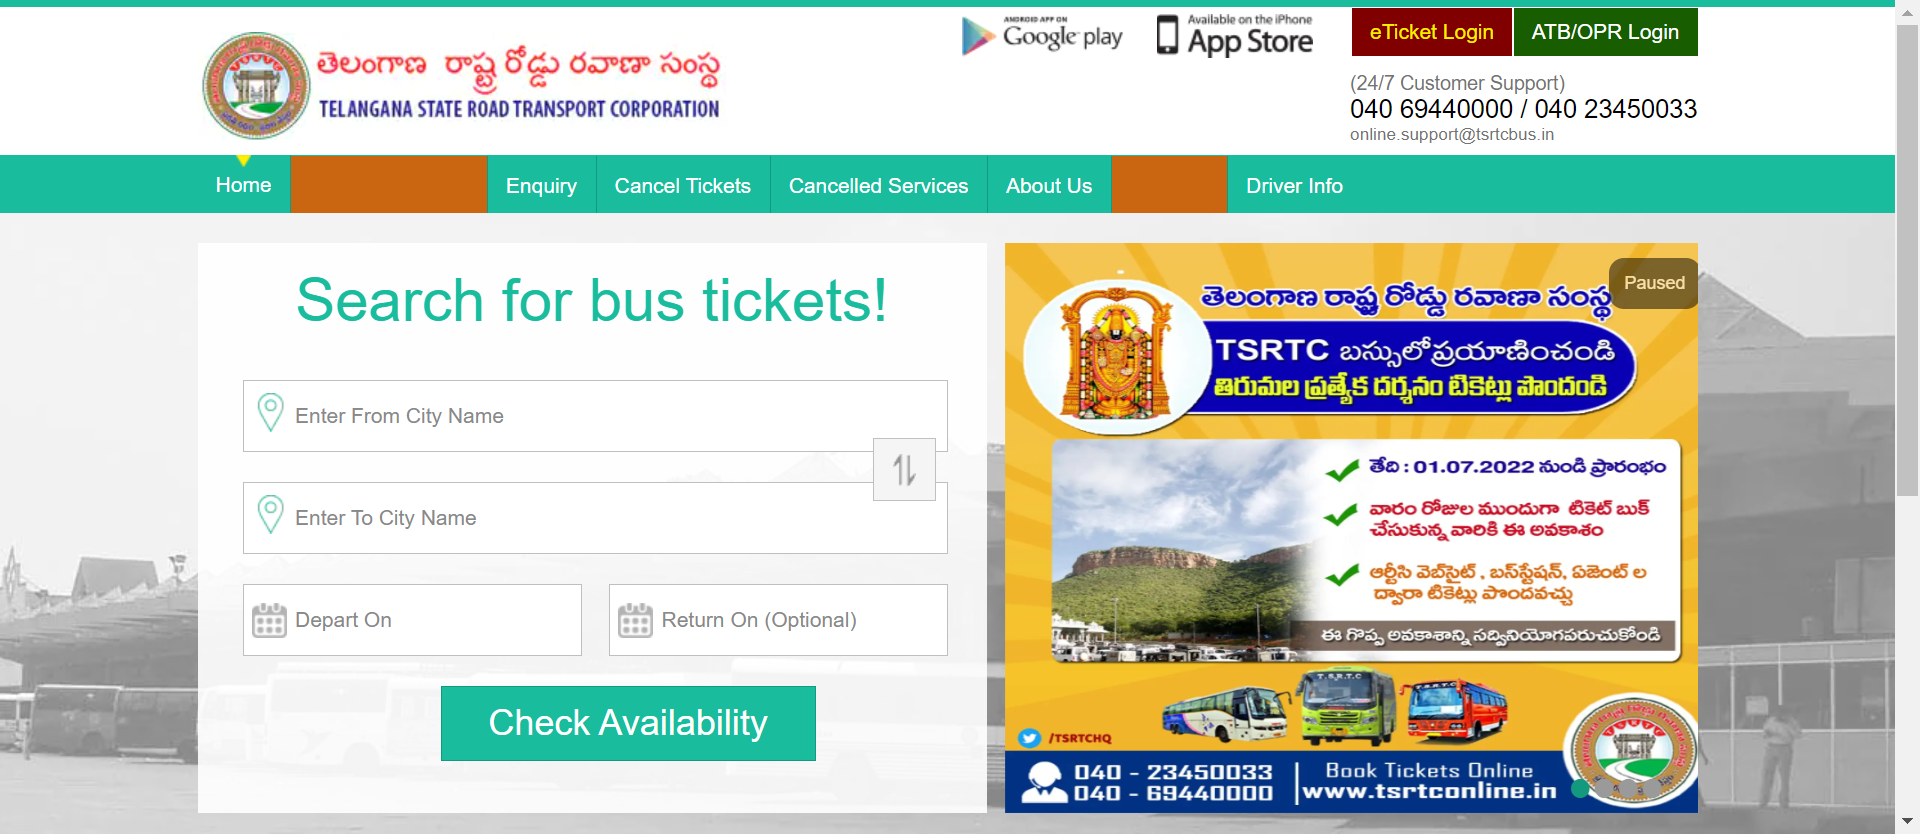 తెలంగాణ రాష్ట్ర రోడ్డు రవాణా సంస్థ
TELANGANA STATE ROAD TRANSPORT CORPORATION
ANDROID APP ON
Google play
Available on the iPhone
App Store
eTicket Login
ATB/OPR Login
(24/7 Customer Support)
040 69440000 / 040 23450033
online.support@tsrtcbus.in
Home
Enquiry
Cancel Tickets
Cancelled Services
About Us
Driver Info
Search for bus tickets!
Enter From City Name
Enter To City Name
Depart On
Return On (Optional)
Check Availability
Paused
తెలంగాణ రాష్ట్ర రోడ్డు రవాణా సంస్థ
TSRTC బస్సులో ప్రయాణించండి
తిరుమల ప్రత్యేక దర్శనం టికెట్లు పొందండి
తేది : 01.07.2022 నుండి ప్రారంభం
వారం రోజుల ముందుగా టికెట్ బుక్
చేసుకున్న వారికి ఈ అవకాశం
ఆర్టీసి వెబ్‌సైట్ , బస్‌స్టేషన్, ఏజెంట్ ల
ద్వారా టికెట్లు పొందవచ్చు
ఈ గొప్ప అవకాశాన్ని సద్వినియోగపరుచుకోండి
T.S.R.T.C
T.S.R.T.C
/TSRTCHQ
040 - 23450033
040 - 69440000
Book Tickets Online
www.tsrtconline.in